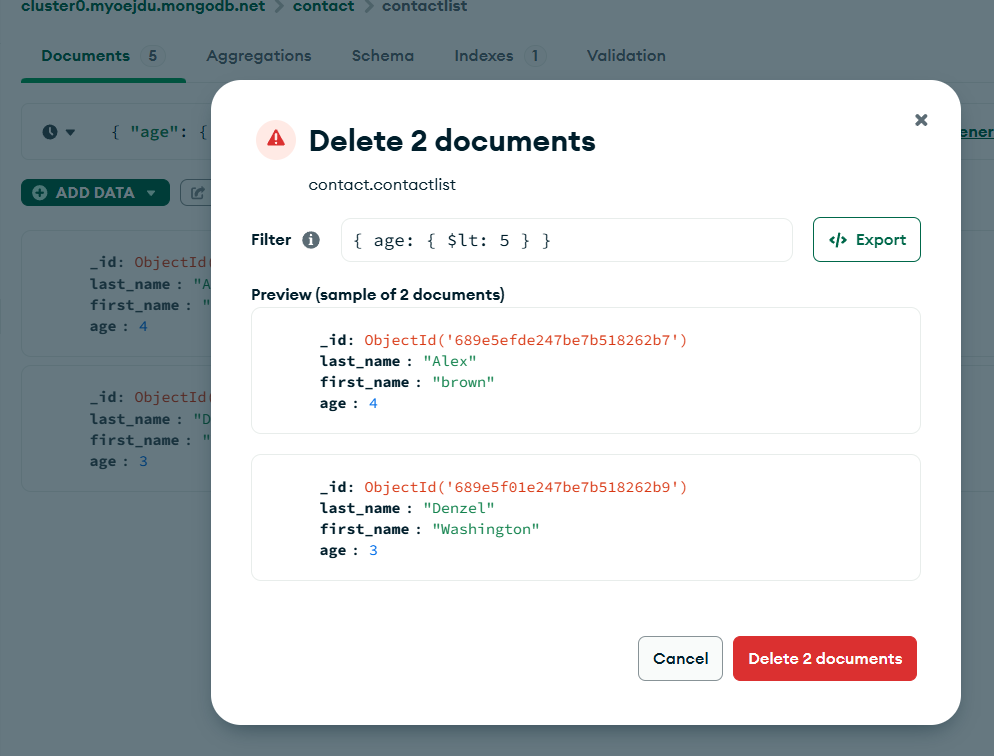 cluster0.myoejdu.mongodb.net > contact > contactlist
Documents 5 Aggregations Schema Indexes 1 Validation
{ "age": {
ADD DATA
_id: ObjectId(
last_name : "A
first_name : "
age : 4
_id: ObjectId(
last_name : "D
first_name : "
age : 3
Delete 2 documents
contact.contactlist
Filter { age: { $lt: 5 } } Export
Preview (sample of 2 documents)
_id: ObjectId('689e5efde247be7b518262b7')
last_name : "Alex"
first_name : "brown"
age : 4
_id: ObjectId('689e5f01e247be7b518262b9')
last_name : "Denzel"
first_name : "Washington"
age : 3
Cancel Delete 2 documents